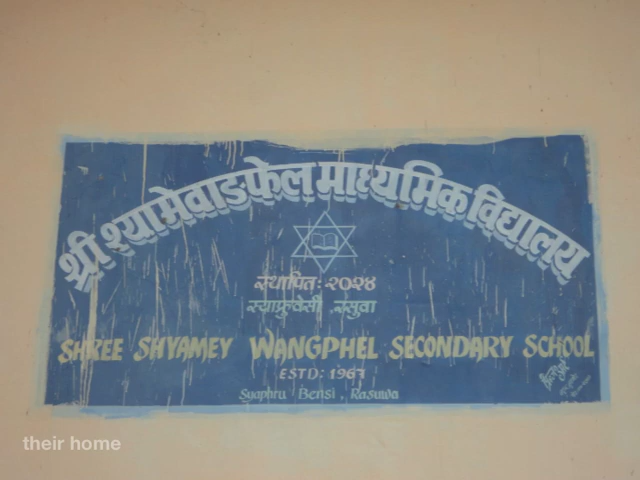 श्री श्यामेवाङफेल माध्यमिक विद्यालय
स्थापित: २०२४
स्याफ्रुवेसी रसुवा
SHREE SHYAMEY WANGPHEL SECONDARY SCHOOL
ESTD: 1967
Syaphru Bensi, Rasuwa
their home